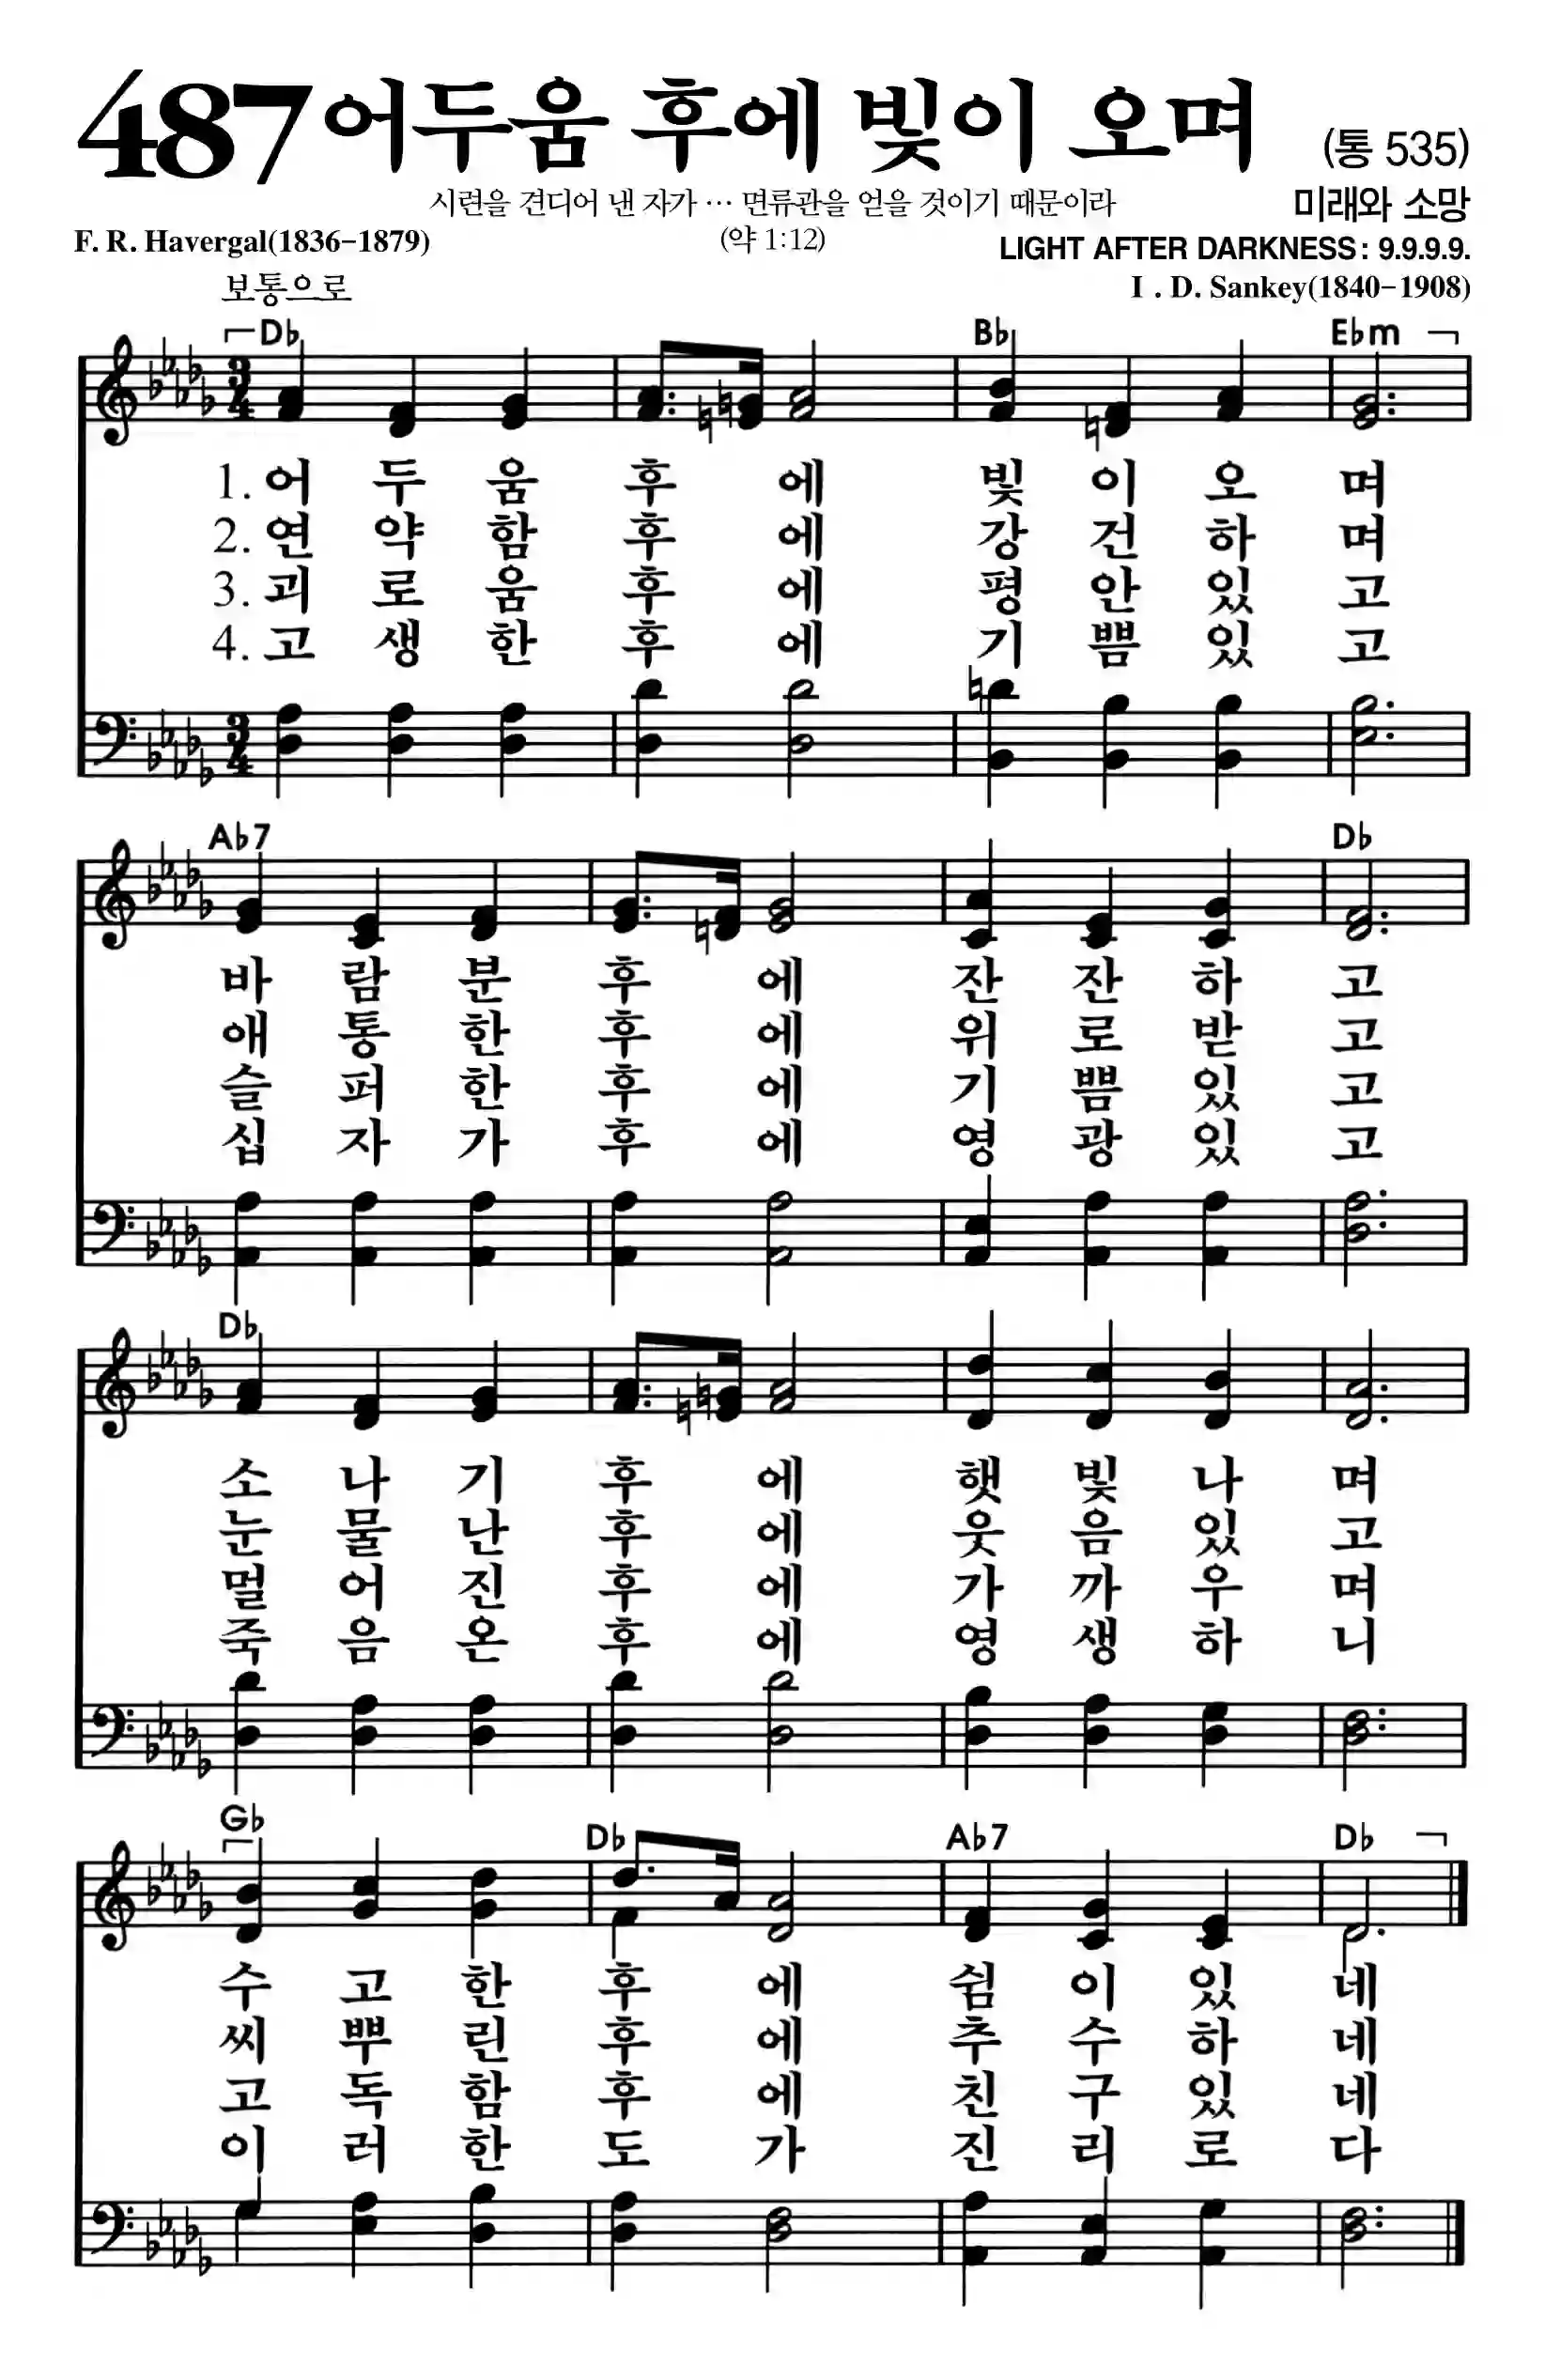 487 어두움 후에 빛이 오며 (통 535)
시련을 견디어 낸 자가 … 면류관을 얻을 것이기 때문이라 미래와 소망
F. R. Havergal(1836-1879) (약 1:12) LIGHT AFTER DARKNESS: 9.9.9.9.
보통으로 I . D. Sankey(1840-1908)
D♭ B♭ E♭m
3/4
1. 어 두 움 후 에 빛 이 오 며
2. 연 약 함 후 에 강 건 하 며
3. 괴 로 움 후 에 평 안 있 고
4. 고 생 한 후 에 기 쁨 있 고
3/4
A♭7 D♭
바 람 분 후 에 잔 잔 하 고
애 통 한 후 에 위 로 받 고
슬 퍼 한 후 에 기 쁨 있 고
십 자 가 후 에 영 광 있 고
D♭
소 나 기 후 에 햇 빛 나 며
눈 물 난 후 에 웃 음 있 고
멀 어 진 후 에 가 까 우 며
죽 음 온 후 에 영 생 하 니
G♭ D♭ A♭7 D♭
수 고 한 후 에 쉼 이 있 네
씨 뿌 린 후 에 추 수 하 네
고 독 함 후 에 친 구 있 네
이 러 한 도 가 진 리 로 다